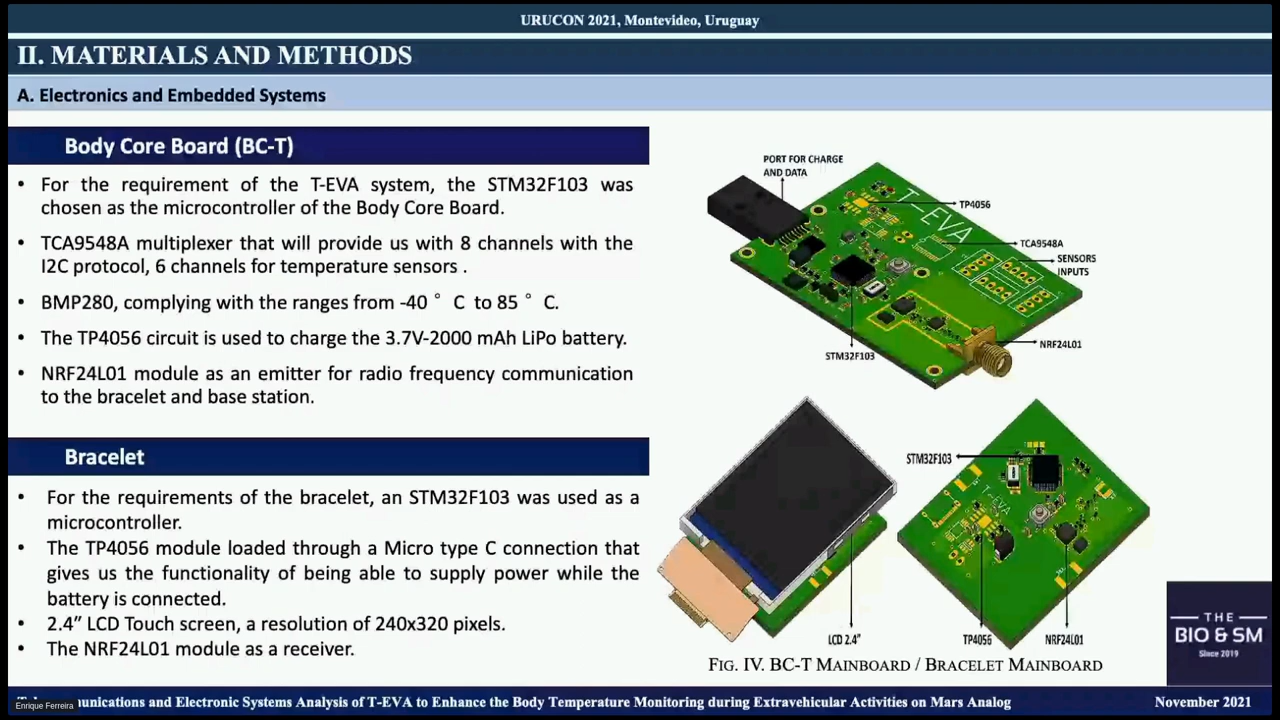 URUCON 2021, Montevideo, Uruguay
II. MATERIALS AND METHODS
A. Electronics and Embedded Systems
Body Core Board (BC-T)
• For the requirement of the T-EVA system, the STM32F103 was
chosen as the microcontroller of the Body Core Board.
• TCA9548A multiplexer that will provide us with 8 channels with the
I2C protocol, 6 channels for temperature sensors .
• BMP280, complying with the ranges from -40 ° C to 85 ° C.
• The TP4056 circuit is used to charge the 3.7V-2000 mAh LiPo battery.
• NRF24L01 module as an emitter for radio frequency communication
to the bracelet and base station.
Bracelet
• For the requirements of the bracelet, an STM32F103 was used as a
microcontroller.
• The TP4056 module loaded through a Micro type C connection that
gives us the functionality of being able to supply power while the
battery is connected.
• 2.4” LCD Touch screen, a resolution of 240x320 pixels.
• The NRF24L01 module as a receiver.
PORT FOR CHARGE
AND DATA
TP4056
T-EVA
TCA9548A
SENSORS
INPUTS
NRF24L01
STM32F103
STM32F103
T-EVA
LCD 2.4”
TP4056
NRF24L01
FIG. IV. BC-T MAINBOARD / BRACELET MAINBOARD
THE
BIO & SM
Since 2019
Enrique Ferreira
unications and Electronic Systems Analysis of T-EVA to Enhance the Body Temperature Monitoring during Extravehicular Activities on Mars Analog
November 2021